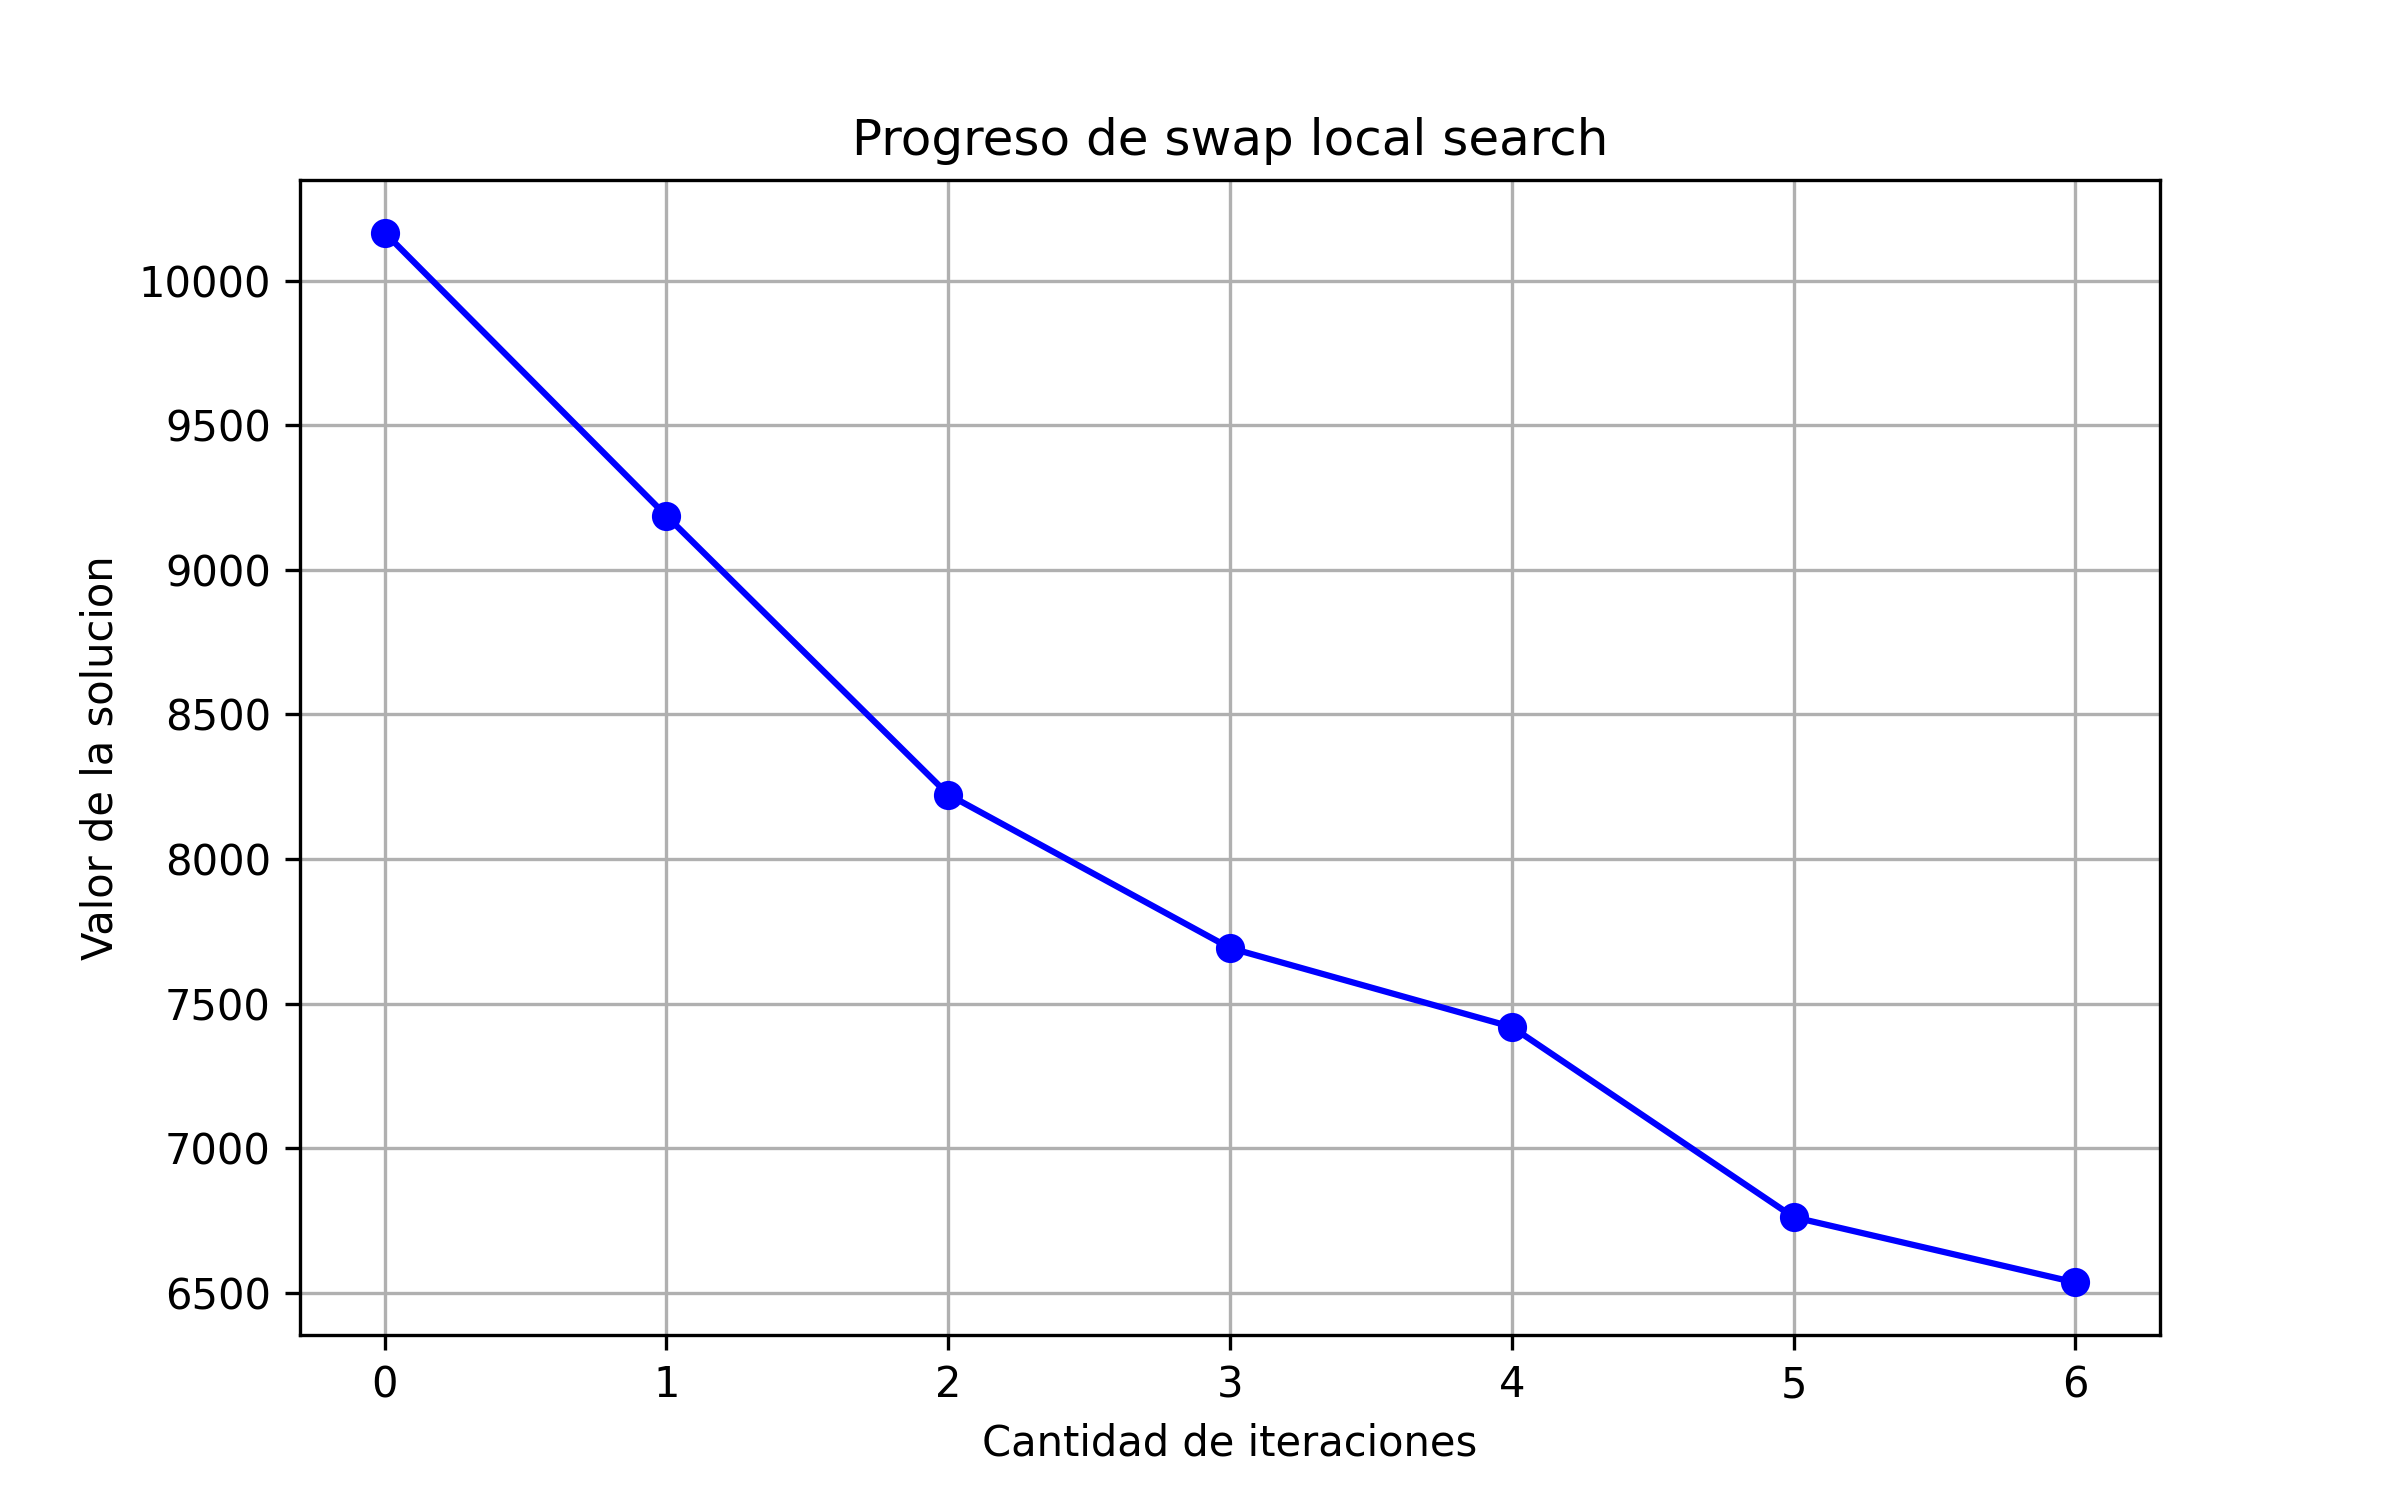 Progreso de swap local search
Valor de la solucion
10000
9500
9000
8500
8000
7500
7000
6500
0 1 2 3 4 5 6
Cantidad de iteraciones